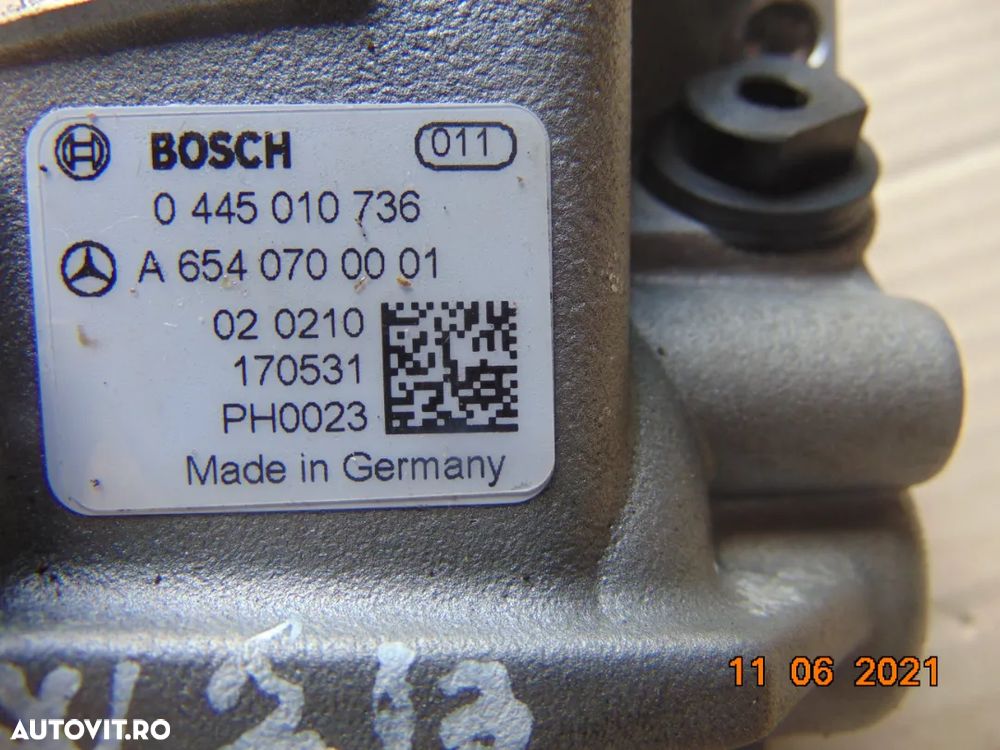 BOSCH 011
0 445 010 736
A 654 070 00 01
02 0210
170531
PH0023
Made in Germany
213
11 06 2021
AUTOVIT.RO